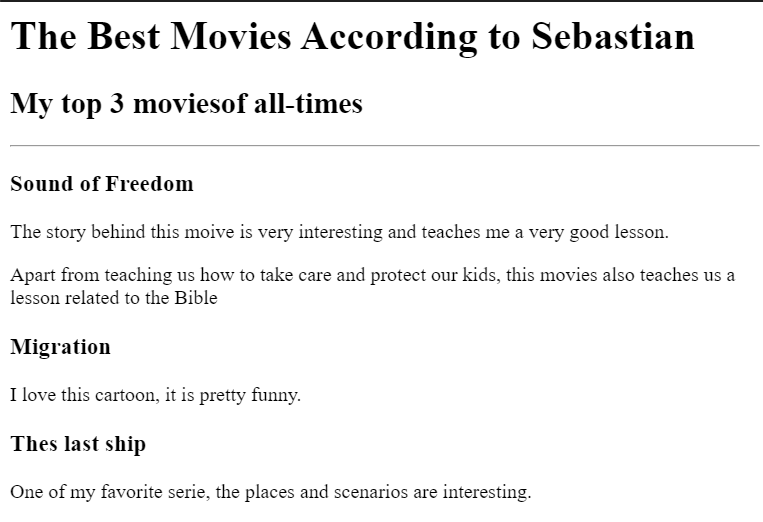 The Best Movies According to Sebastian
My top 3 moviesof all-times
Sound of Freedom
The story behind this moive is very interesting and teaches me a very good lesson.
Apart from teaching us how to take care and protect our kids, this movies also teaches us a
lesson related to the Bible
Migration
I love this cartoon, it is pretty funny.
Thes last ship
One of my favorite serie, the places and scenarios are interesting.